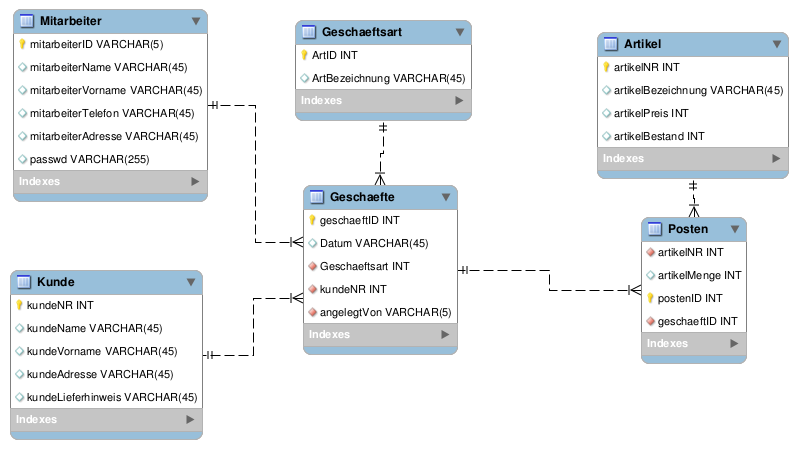 Mitarbeiter
mitarbeiterID VARCHAR(5)
mitarbeiterName VARCHAR(45)
mitarbeiterVorname VARCHAR(45)
mitarbeiterTelefon VARCHAR(45)
mitarbeiterAdresse VARCHAR(45)
passwd VARCHAR(255)
Indexes
Geschaeftsart
ArtID INT
ArtBezeichnung VARCHAR(45)
Indexes
Artikel
artikelNR INT
artikelBezeichnung VARCHAR(45)
artikelPreis INT
artikelBestand INT
Indexes
Geschaefte
geschaeftID INT
Datum VARCHAR(45)
Geschaeftsart INT
kundeNR INT
angelegtVon VARCHAR(5)
Indexes
Posten
artikelNR INT
artikelMenge INT
postenID INT
geschaeftID INT
Indexes
Kunde
kundeNR INT
kundeName VARCHAR(45)
kundeVorname VARCHAR(45)
kundeAdresse VARCHAR(45)
kundeLieferhinweis VARCHAR(45)
Indexes